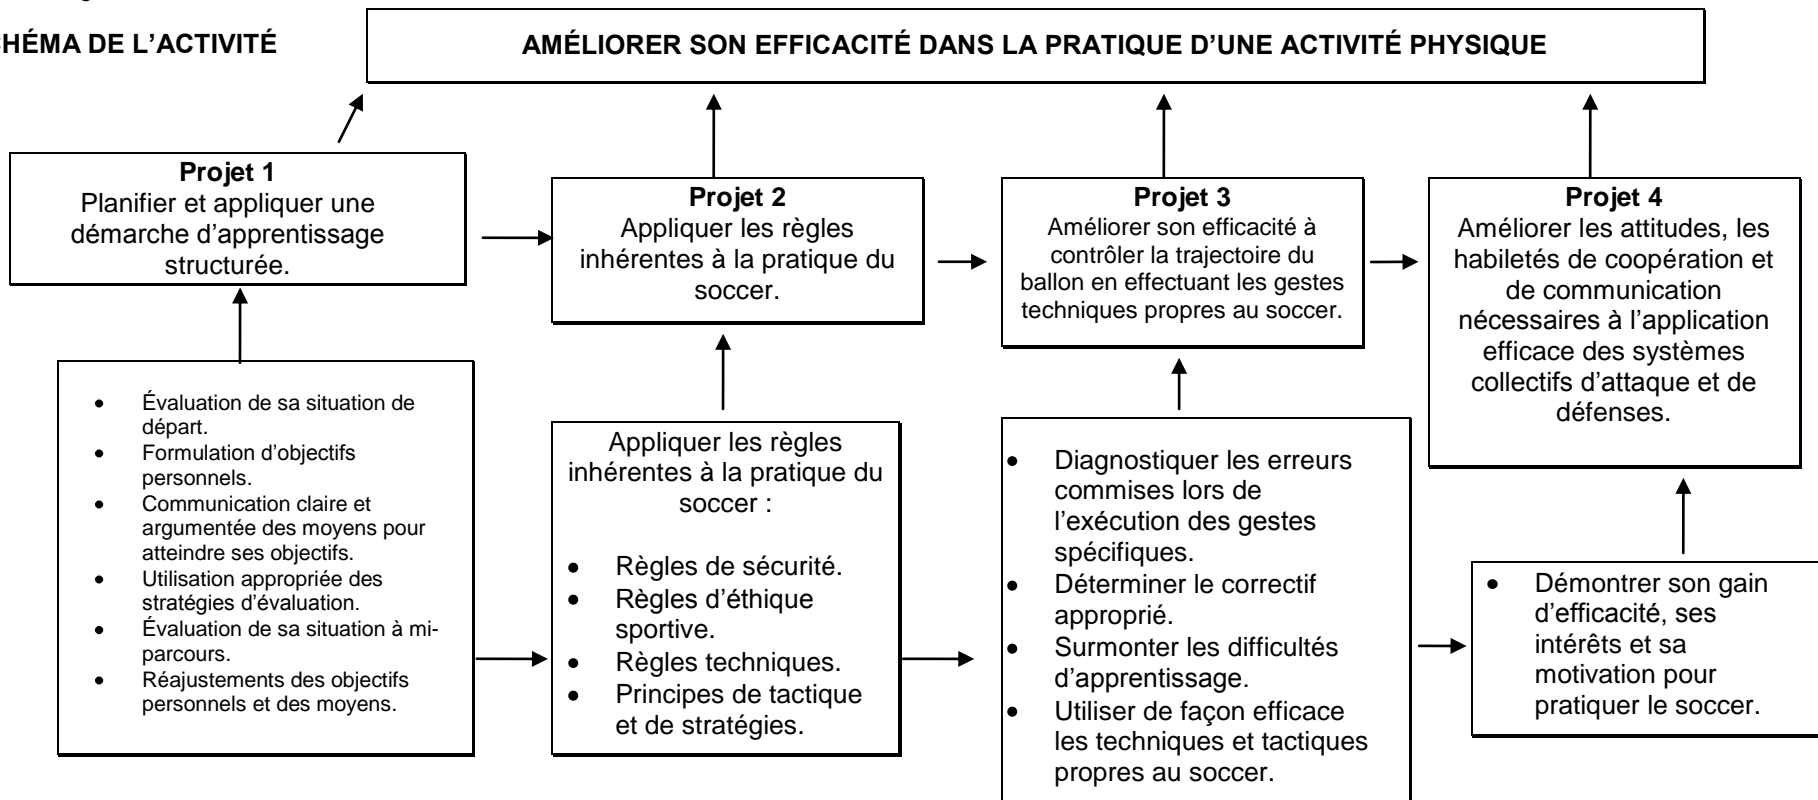 HÉMA DE L'ACTIVITÉ
AMÉLIORER SON EFFICACITÉ DANS LA PRATIQUE D'UNE ACTIVITÉ PHYSIQUE
Projet 1
Planifier et appliquer une
démarche d'apprentissage
structurée.
Projet 2
Appliquer les règles
inhérentes à la pratique du
soccer.
Projet 3
Améliorer son efficacité à
contrôler la trajectoire du
ballon en effectuant les gestes
techniques propres au soccer.
Projet 4
Améliorer les attitudes, les
habiletés de coopération et
de communication
nécessaires à l'application
efficace des systèmes
collectifs d'attaque et de
défenses.
• Évaluation de sa situation de
départ.
• Formulation d'objectifs
personnels.
• Communication claire et
argumentée des moyens pour
atteindre ses objectifs.
• Utilisation appropriée des
stratégies d'évaluation.
• Évaluation de sa situation à mi-
parcours.
• Réajustements des objectifs
personnels et des moyens.
Appliquer les règles
inhérentes à la pratique du
soccer :
• Règles de sécurité.
• Règles d'éthique
sportive.
• Règles techniques.
• Principes de tactique
et de stratégies.
• Diagnostiquer les erreurs
commises lors de
l'exécution des gestes
spécifiques.
• Déterminer le correctif
approprié.
• Surmonter les difficultés
d'apprentissage.
• Utiliser de façon efficace
les techniques et tactiques
propres au soccer.
• Démontrer son gain
d'efficacité, ses
intérêts et sa
motivation pour
pratiquer le soccer.